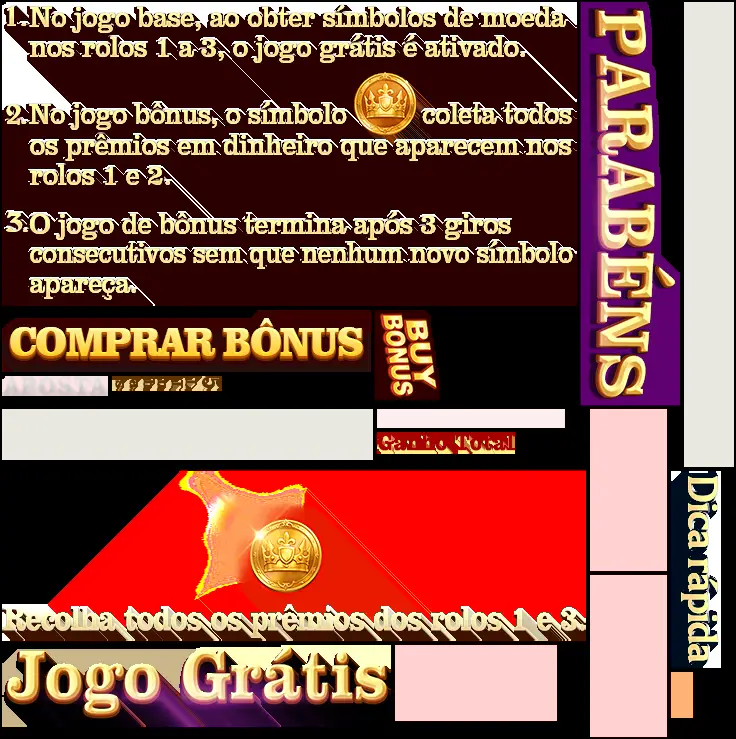 1. No jogo base, ao obter símbolos de moeda
nos rolos 1 a 3, o jogo grátis é ativado.
2. No jogo bônus, o símbolo coleta todos
os prêmios em dinheiro que aparecem nos
rolos 1 e 2.
3. O jogo de bônus termina após 3 giros
consecutivos sem que nenhum novo símbolo
apareça.
PARABÉNS
COMPRAR BÔNUS
BUY
BONUS
APOSTA
Ganho Total
Dica rápida
Recolha todos os prêmios dos rolos 1 e 3.
Jogo Grátis